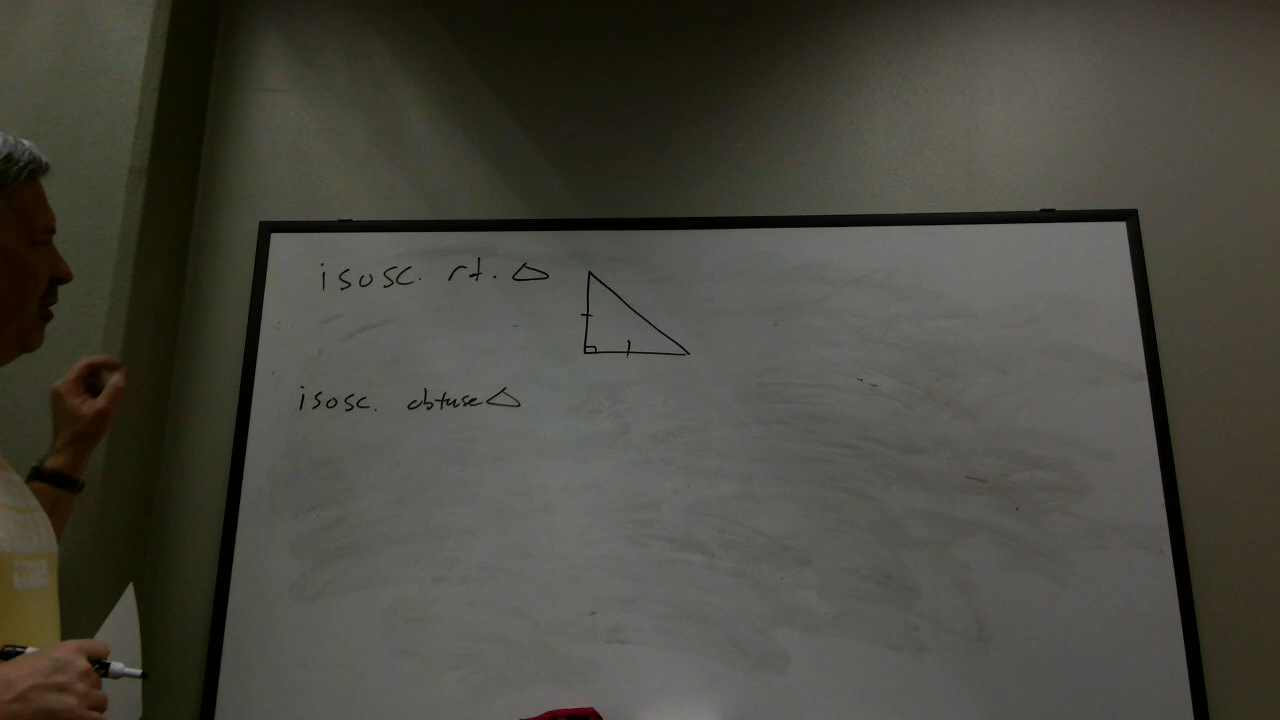 isosc. rt. △
isosc. obtuse △